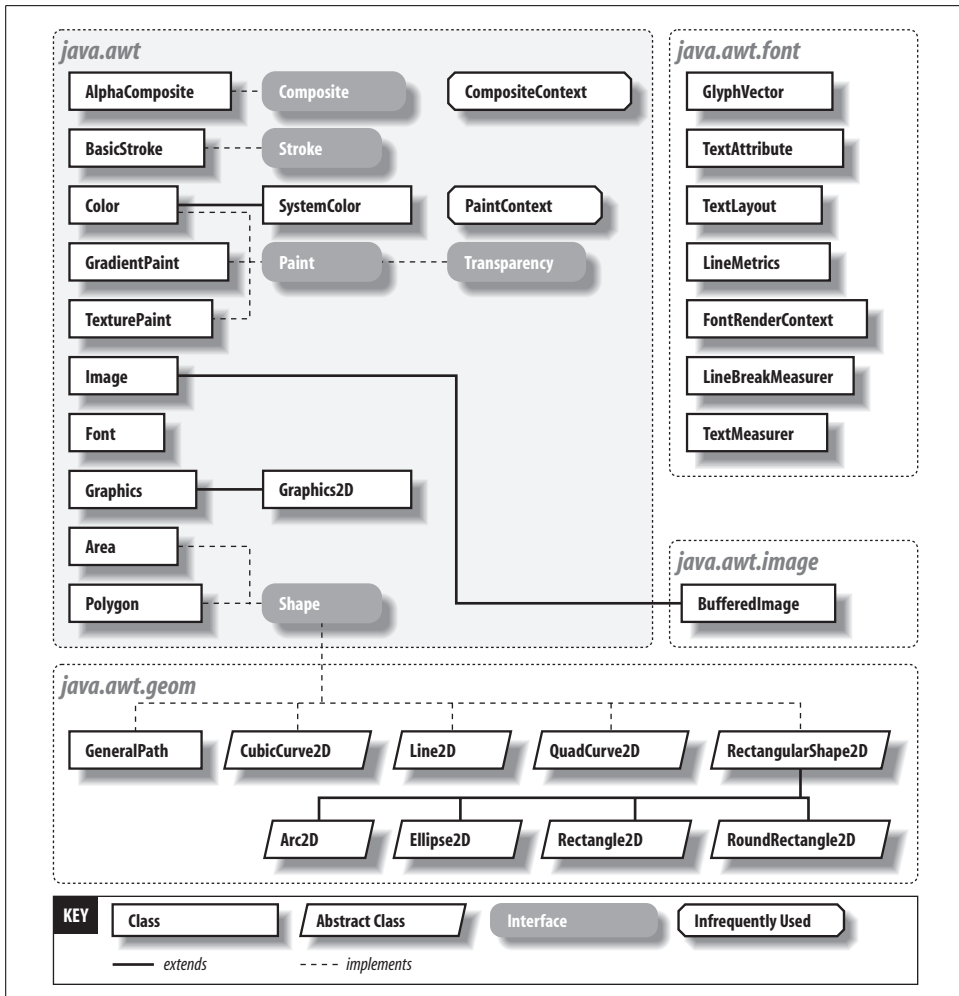 java.awt
AlphaComposite
Composite
CompositeContext
BasicStroke
Stroke
Color
SystemColor
PaintContext
GradientPaint
Paint
Transparency
TexturePaint
Image
Font
Graphics
Graphics2D
Area
Polygon
Shape
java.awt.font
GlyphVector
TextAttribute
TextLayout
LineMetrics
FontRenderContext
LineBreakMeasurer
TextMeasurer
java.awt.image
BufferedImage
java.awt.geom
GeneralPath
CubicCurve2D
Line2D
QuadCurve2D
RectangularShape2D
Arc2D
Ellipse2D
Rectangle2D
RoundRectangle2D
KEY
Class
Abstract Class
Interface
Infrequently Used
extends
implements